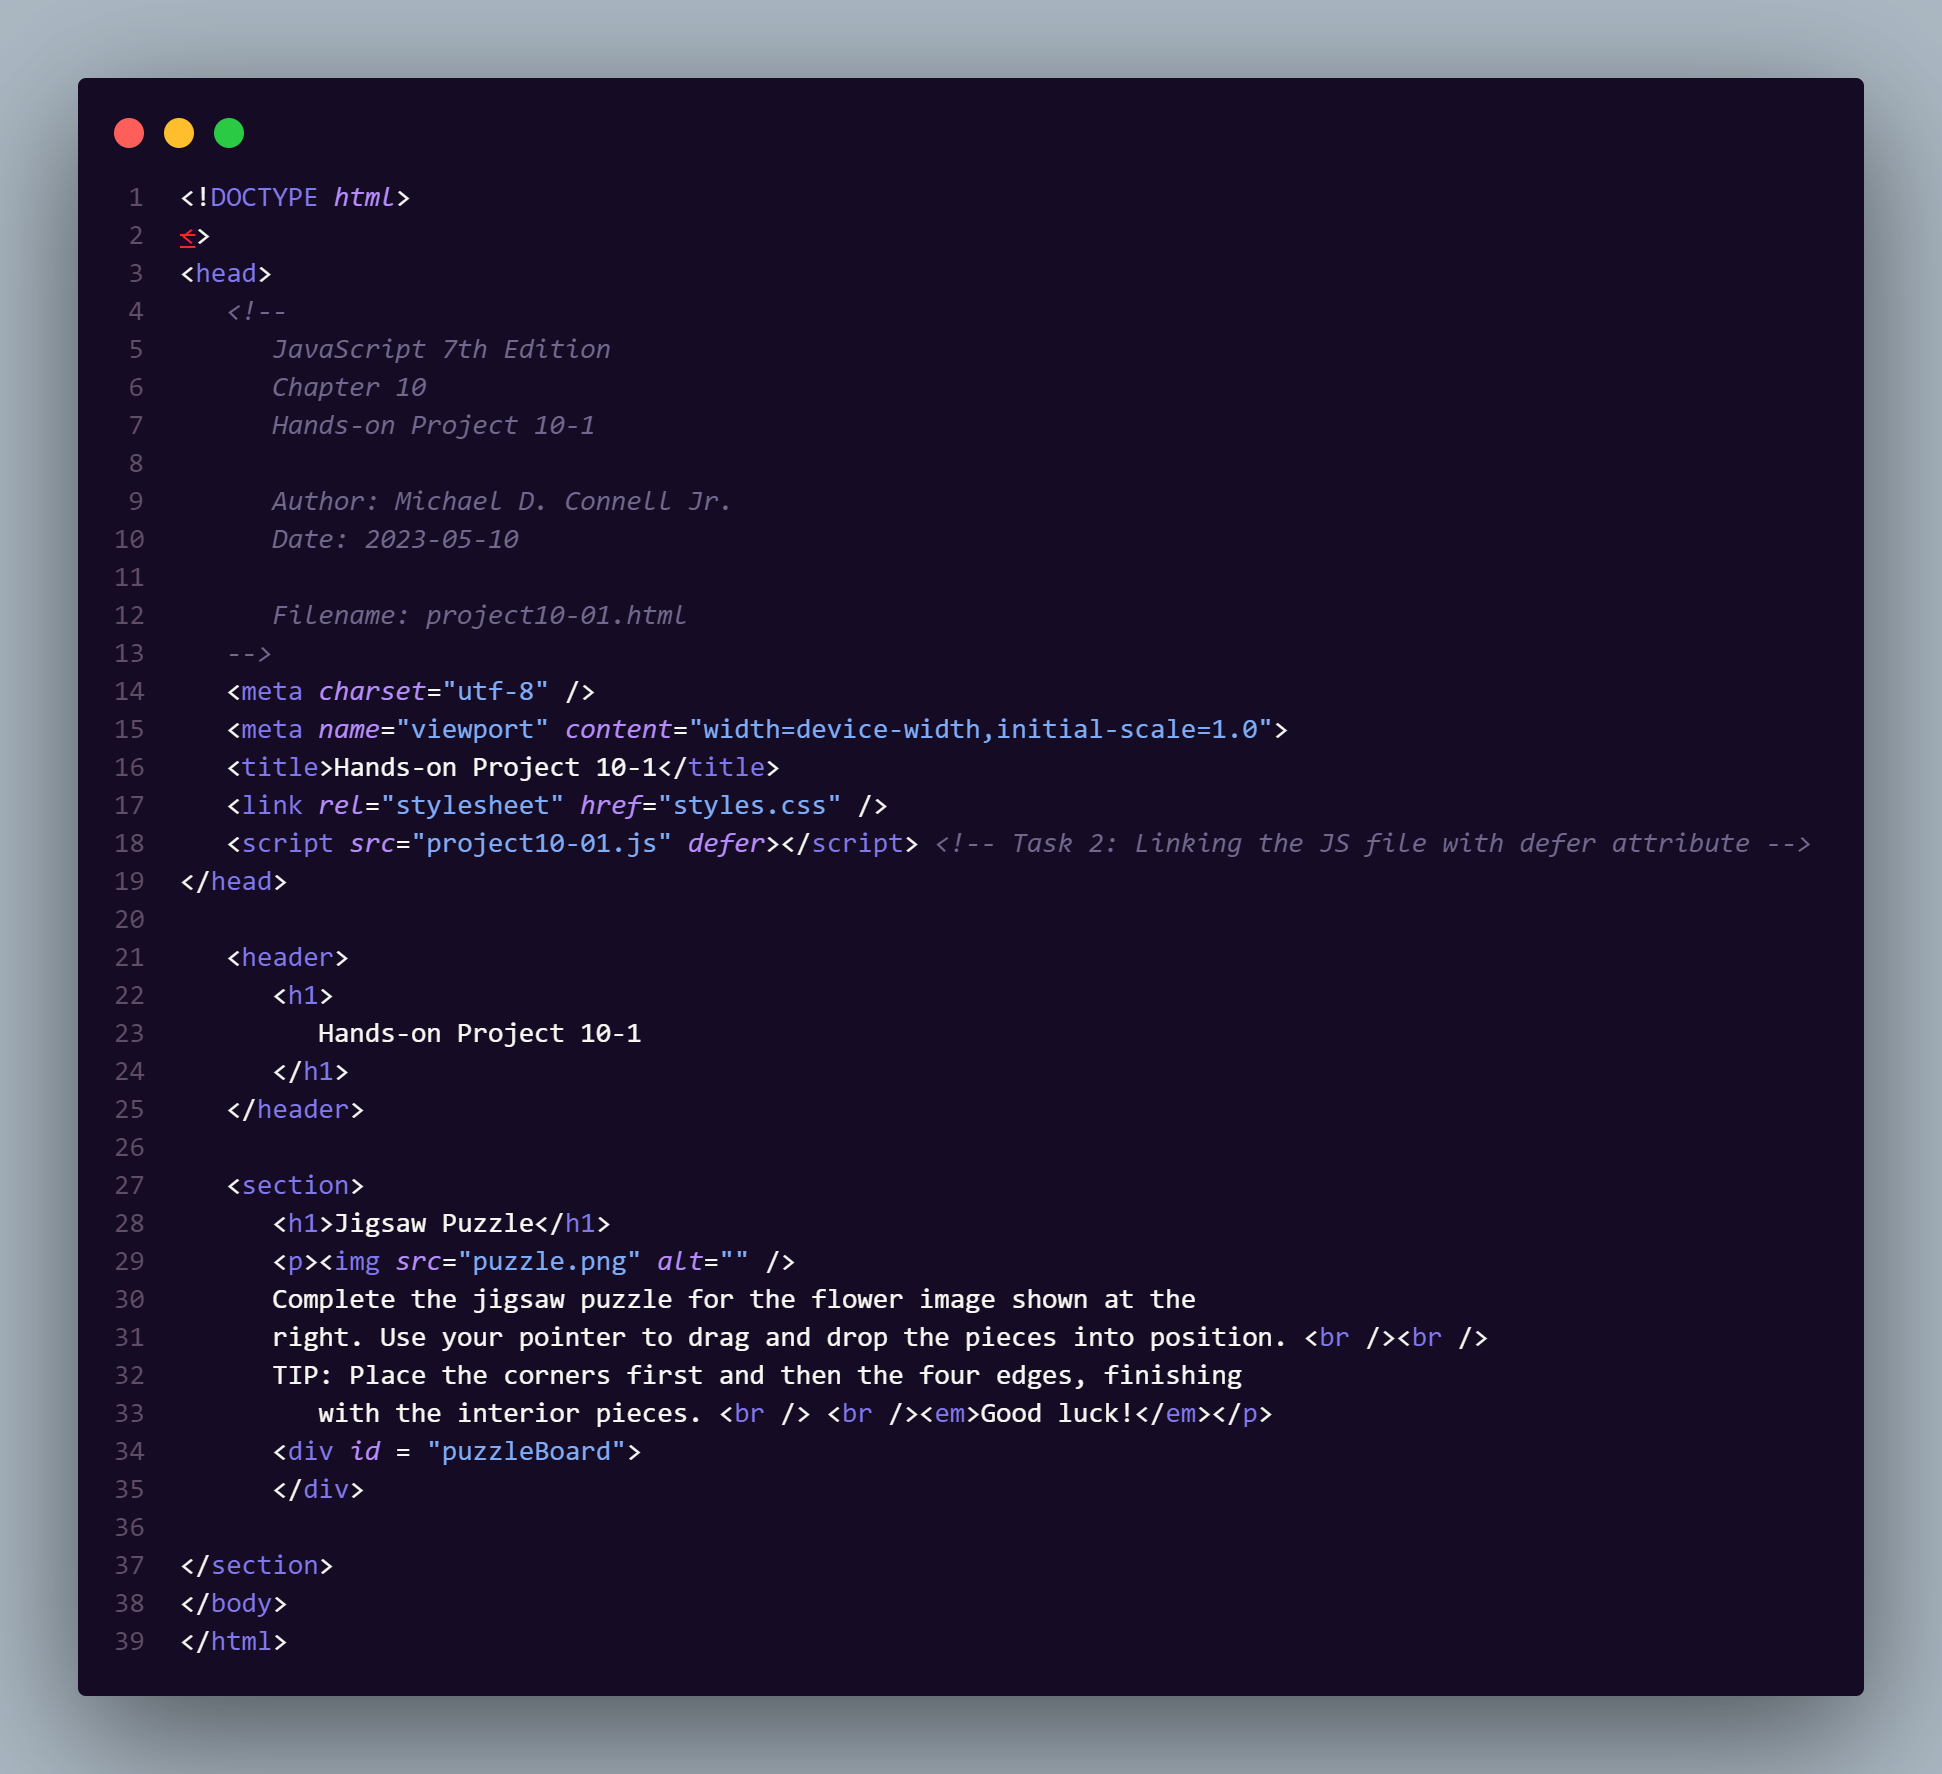 1 <!DOCTYPE html>
2 <>
3 <head>
4    <!--
5       JavaScript 7th Edition
6       Chapter 10
7       Hands-on Project 10-1
8
9       Author: Michael D. Connell Jr.
10       Date: 2023-05-10
11
12       Filename: project10-01.html
13    -->
14    <meta charset="utf-8" />
15    <meta name="viewport" content="width=device-width,initial-scale=1.0">
16    <title>Hands-on Project 10-1</title>
17    <link rel="stylesheet" href="styles.css" />
18    <script src="project10-01.js" defer></script> <!-- Task 2: Linking the JS file with defer attribute -->
19 </head>
20
21    <header>
22       <h1>
23          Hands-on Project 10-1
24       </h1>
25    </header>
26
27    <section>
28       <h1>Jigsaw Puzzle</h1>
29       <p><img src="puzzle.png" alt="" />
30       Complete the jigsaw puzzle for the flower image shown at the
31       right. Use your pointer to drag and drop the pieces into position. <br /><br />
32       TIP: Place the corners first and then the four edges, finishing
33          with the interior pieces. <br /> <br /><em>Good luck!</em></p>
34       <div id = "puzzleBoard">
35       </div>
36
37 </section>
38 </body>
39 </html>